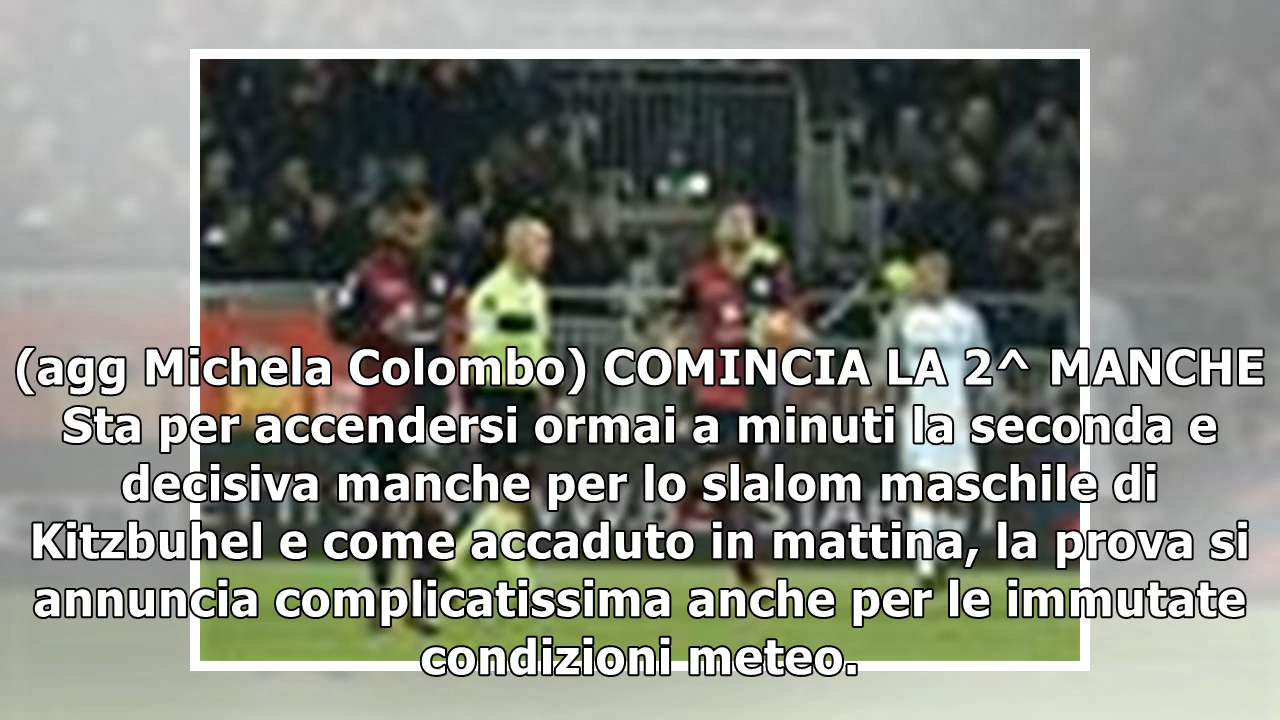 (agg Michela Colombo) COMINCIA LA 2^ MANCHE
Sta per accendersi ormai a minuti la seconda e
decisiva manche per lo slalom maschile di
Kitzbuhel e come accaduto in mattina, la prova si
annuncia complicatissima anche per le immutate
condizioni meteo.